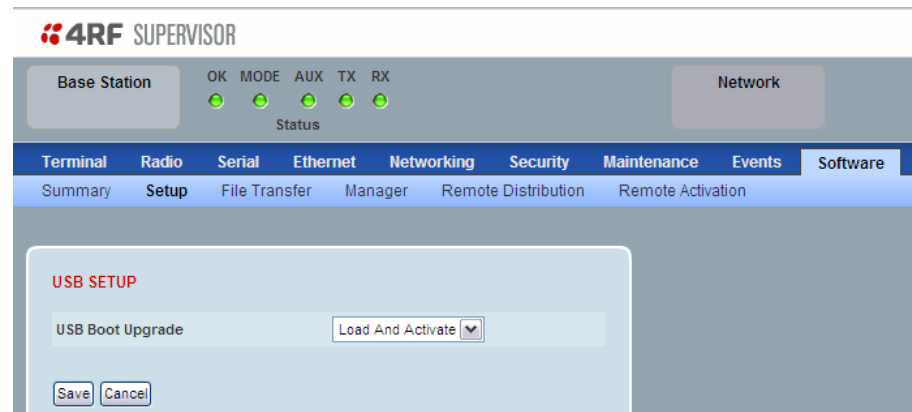 4RF SUPERVISOR
Base Station
OK MODE AUX TX RX
Status
Network
Terminal Radio Serial Ethernet Networking Security Maintenance Events Software
Summary Setup File Transfer Manager Remote Distribution Remote Activation
USB SETUP
USB Boot Upgrade Load And Activate
Save Cancel